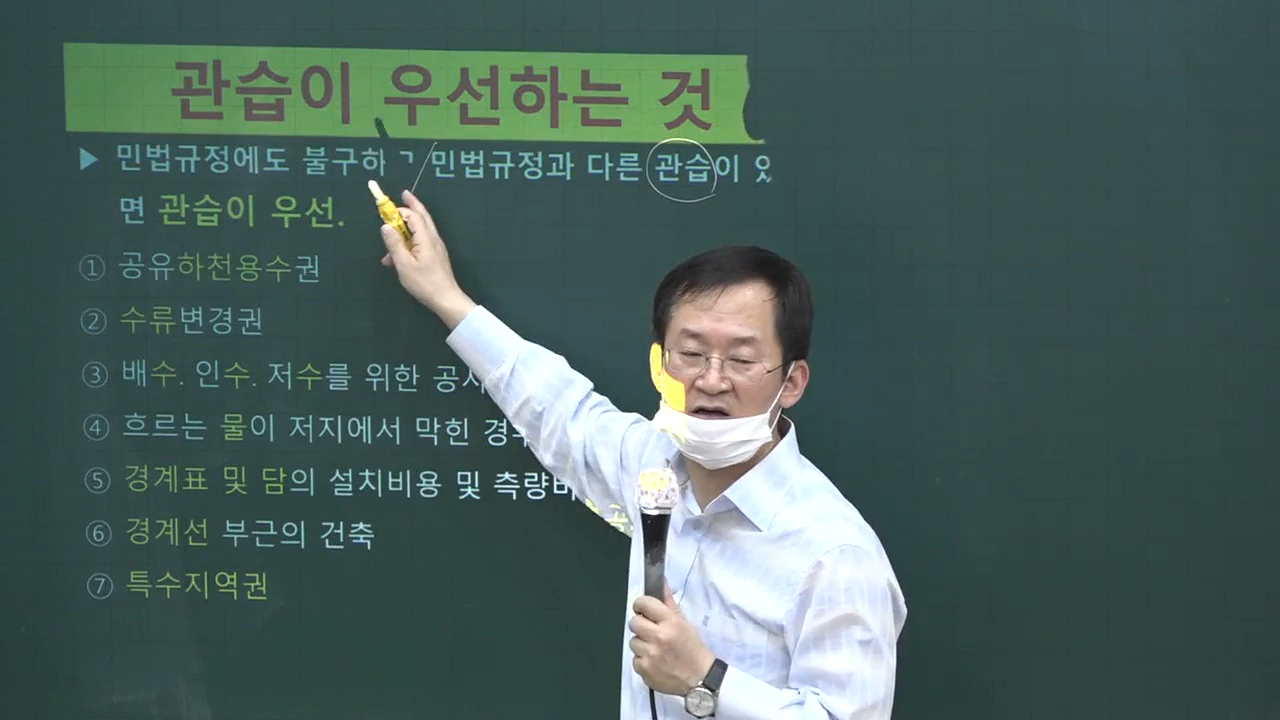 관습이 우선하는 것
▶ 민법규정에도 불구하 민법규정과 다른 관습이 있
면 관습이 우선.
① 공유하천용수권
② 수류변경권
③ 배수. 인수. 저수를 위한 공사
④ 흐르는 물이 저지에서 막힌 경우
⑤ 경계표 및 담의 설치비용 및 측량비
⑥ 경계선 부근의 건축
⑦ 특수지역권